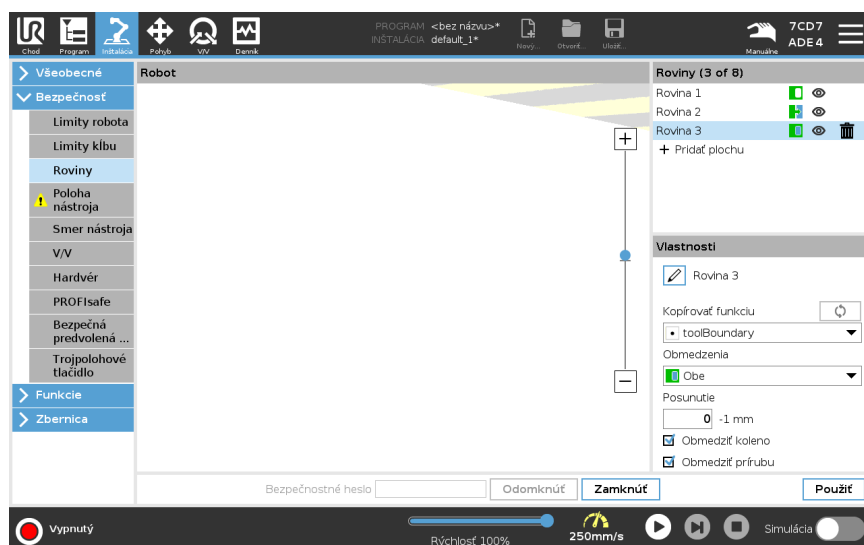 PROGRAM <bez názvu>*
INŠTALÁCIA default_1*
Chod
Program
Inštalácia
Pohyb
V/V
Denník
Nový...
Otvoriť...
Uložiť...
Manuálne
7CD7
ADE4
Všeobecné
Bezpečnosť
Limity robota
Limity kĺbu
Roviny
Poloha
nástroja
Smer nástroja
V/V
Hardvér
PROFIsafe
Bezpečná
predvolená ...
Trojpolohové
tlačidlo
Funkcie
Zbernica
Robot
Roviny (3 of 8)
Rovina 1
Rovina 2
Rovina 3
+ Pridať plochu
Vlastnosti
Rovina 3
Kopírovať funkciu
toolBoundary
Obmedzenia
Obe
Posunutie
0 -1 mm
Obmedziť koleno
Obmedziť prírubu
Bezpečnostné heslo
Odomknúť
Zamknúť
Použiť
Vypnutý
Rýchlosť 100%
250mm/s
Simulácia